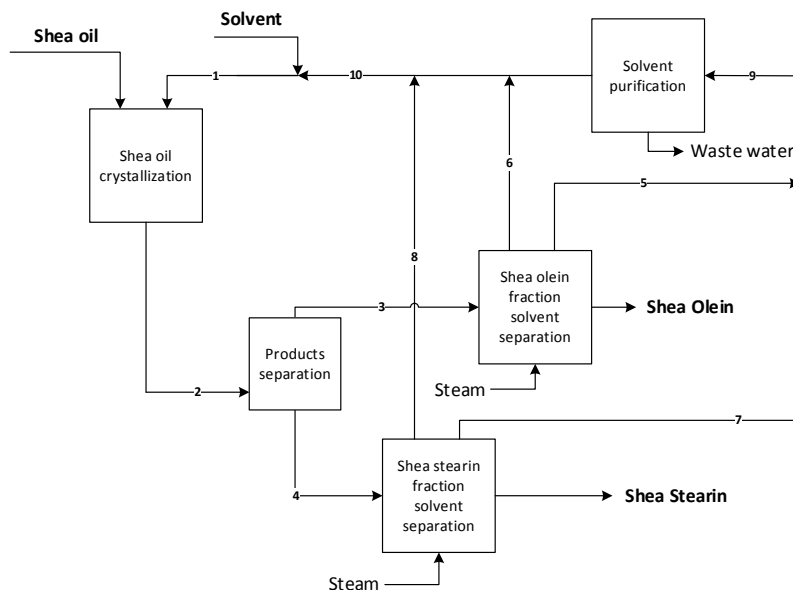 Solvent
Shea oil
1
10
Solvent
purification
9
Waste water
Shea oil
crystallization
6
5
8
Shea olein
fraction
solvent
separation
3
Shea Olein
Products
separation
2
Steam
7
4
Shea stearin
fraction
solvent
separation
Shea Stearin
Steam